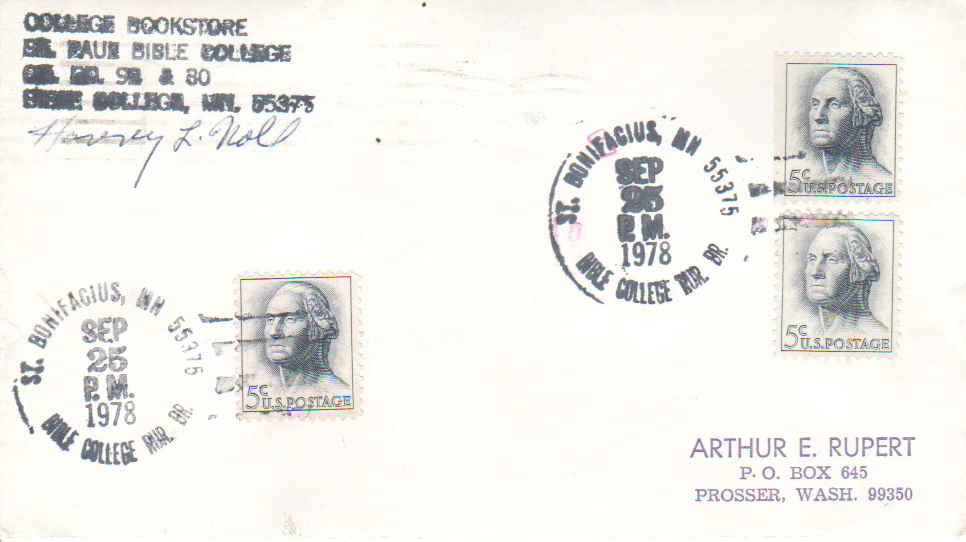 COLLEGE BOOKSTORE
ST. PAUL BIBLE COLLEGE
& 80
BIBLE COLLEGE, MN. 55375
Harvey L. Noll
ST. BONIFACIUS, MN 55375
SEP
25
P.M.
1978
BIBLE COLLEGE RUR. BR.
5c
U.S.POSTAGE
5c
U.S.POSTAGE
ST. BONIFACIUS, MN 55375
SEP
25
P.M.
1978
BIBLE COLLEGE RUR. BR.
5c
U.S.POSTAGE
ARTHUR E. RUPERT
P. O. BOX 645
PROSSER, WASH. 99350